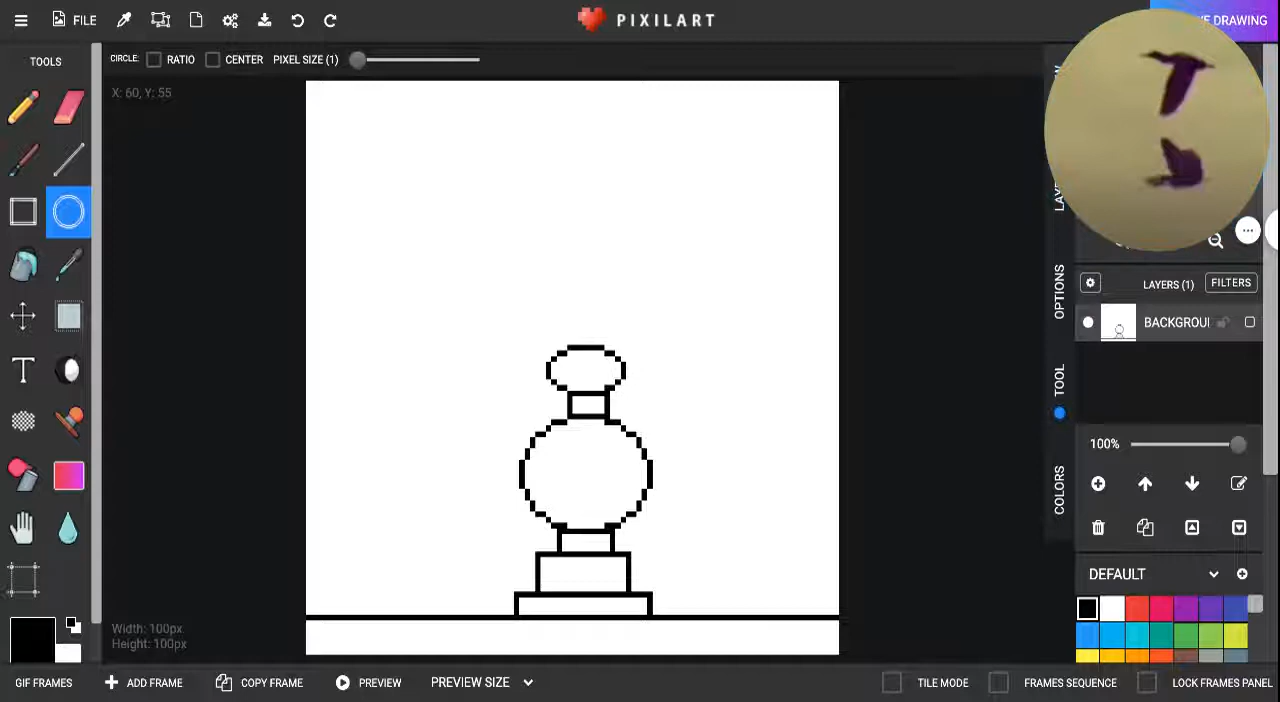 FILE
PIXILART
E DRAWING
TOOLS
CIRCLE:
RATIO
CENTER
PIXEL SIZE (1)
X: 60, Y: 55
OPTIONS
TOOL
COLORS
LAYERS (1)
FILTERS
BACKGROU
100%
DEFAULT
Width: 100px
Height: 100px
GIF FRAMES
ADD FRAME
COPY FRAME
PREVIEW
PREVIEW SIZE
TILE MODE
FRAMES SEQUENCE
LOCK FRAMES PANEL